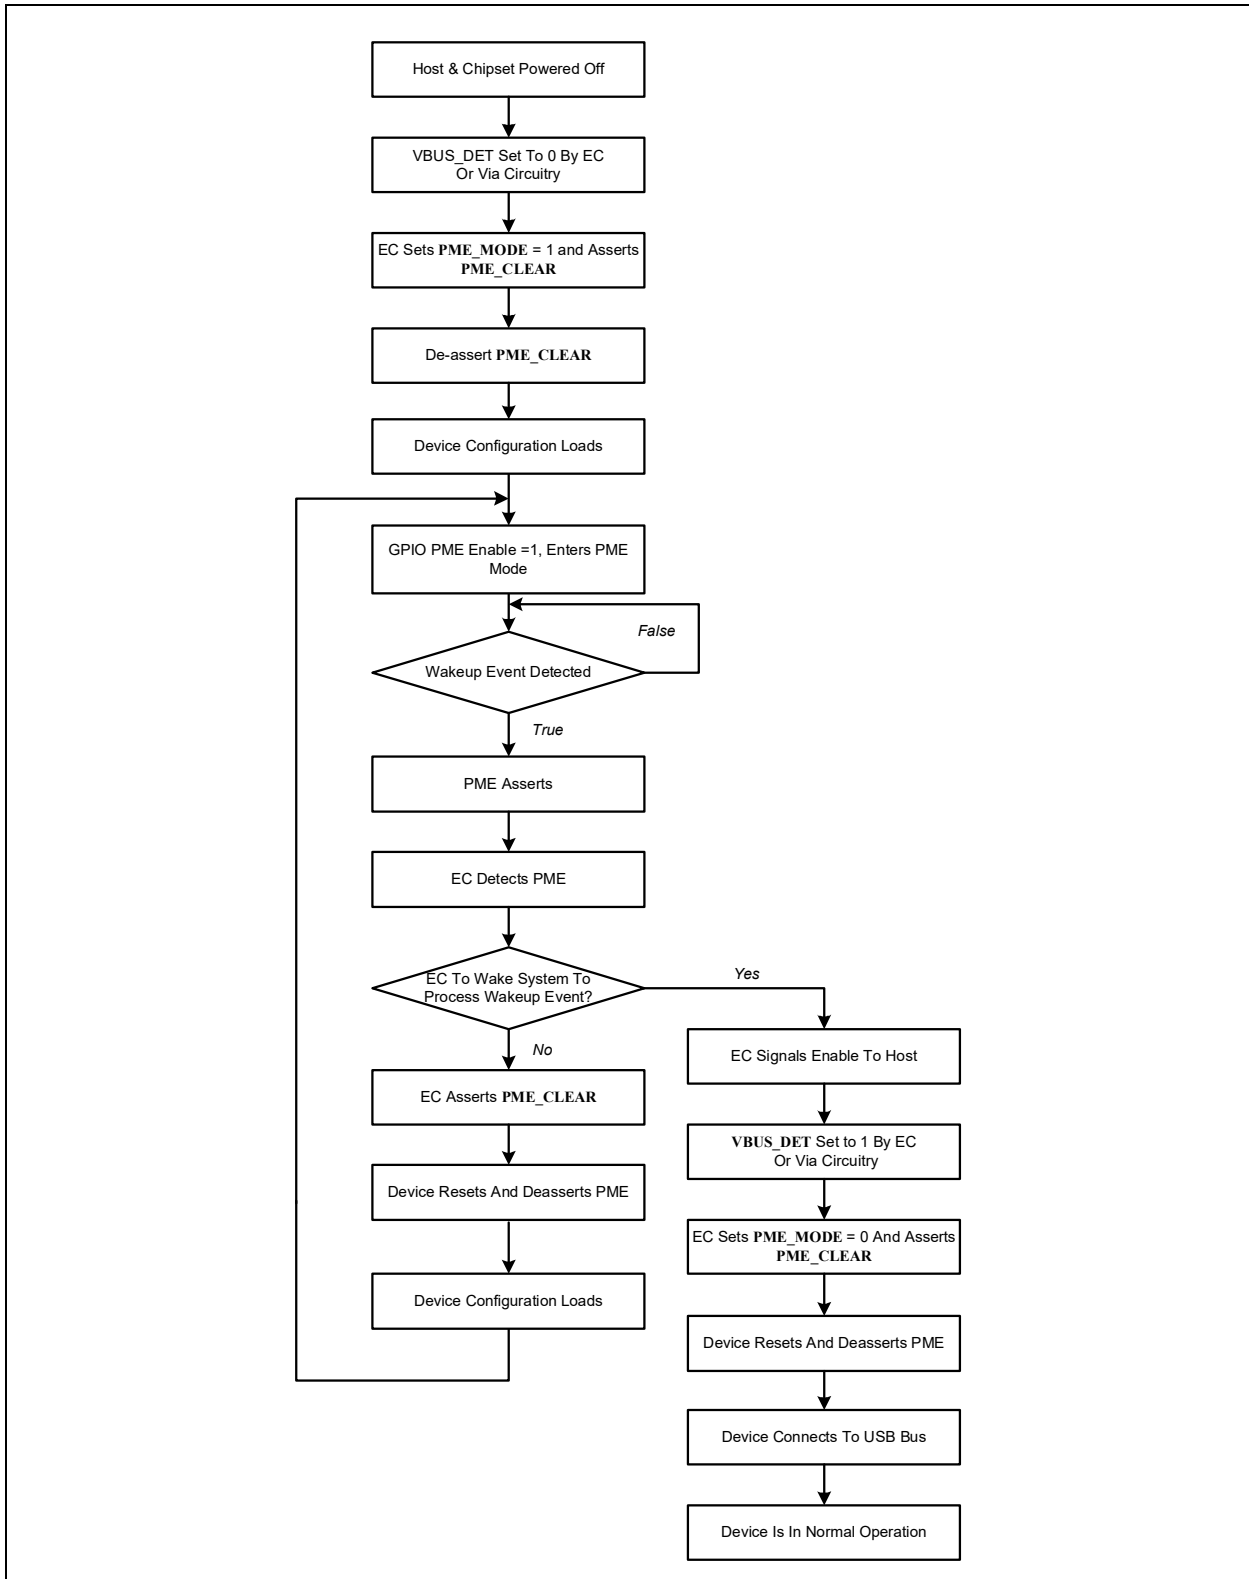 Host & Chipset Powered Off
VBUS_DET Set To 0 By EC
Or Via Circuitry
EC Sets PME_MODE = 1 and Asserts
PME_CLEAR
De-assert PME_CLEAR
Device Configuration Loads
GPIO PME Enable =1, Enters PME
Mode
False
Wakeup Event Detected
True
PME Asserts
EC Detects PME
EC To Wake System To
Process Wakeup Event?
Yes
No
EC Signals Enable To Host
EC Asserts PME_CLEAR
VBUS_DET Set to 1 By EC
Or Via Circuitry
Device Resets And Deasserts PME
EC Sets PME_MODE = 0 And Asserts
PME_CLEAR
Device Configuration Loads
Device Resets And Deasserts PME
Device Connects To USB Bus
Device Is In Normal Operation